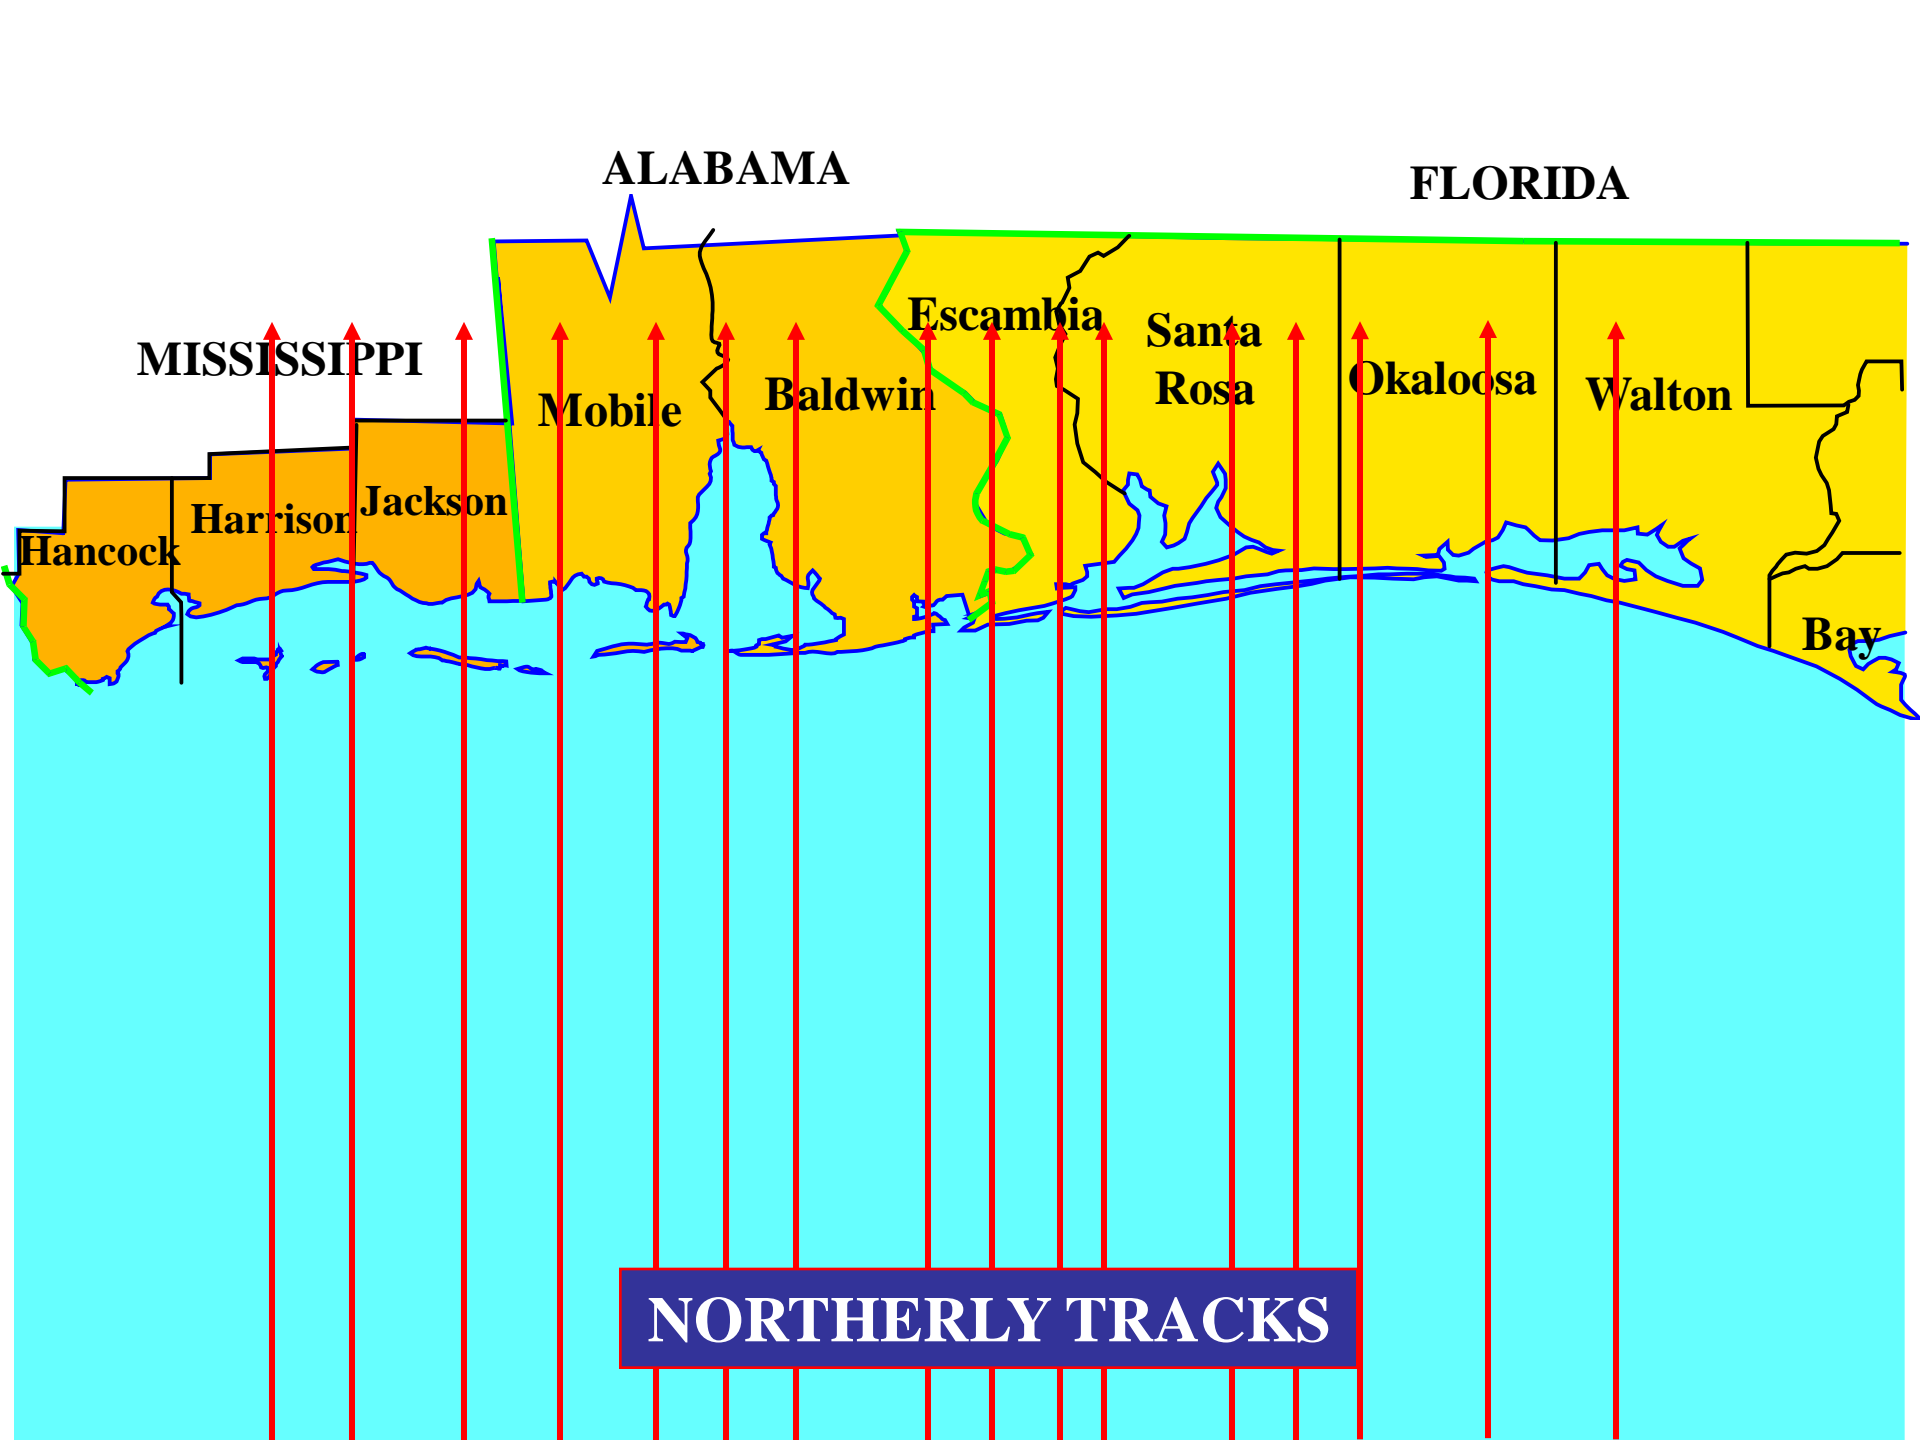 ALABAMA
FLORIDA
MISSISSIPPI
Escambia
Santa
Rosa
Okaloosa
Walton
Mobile
Baldwin
Jackson
Harrison
Hancock
Bay
NORTHERLY TRACKS